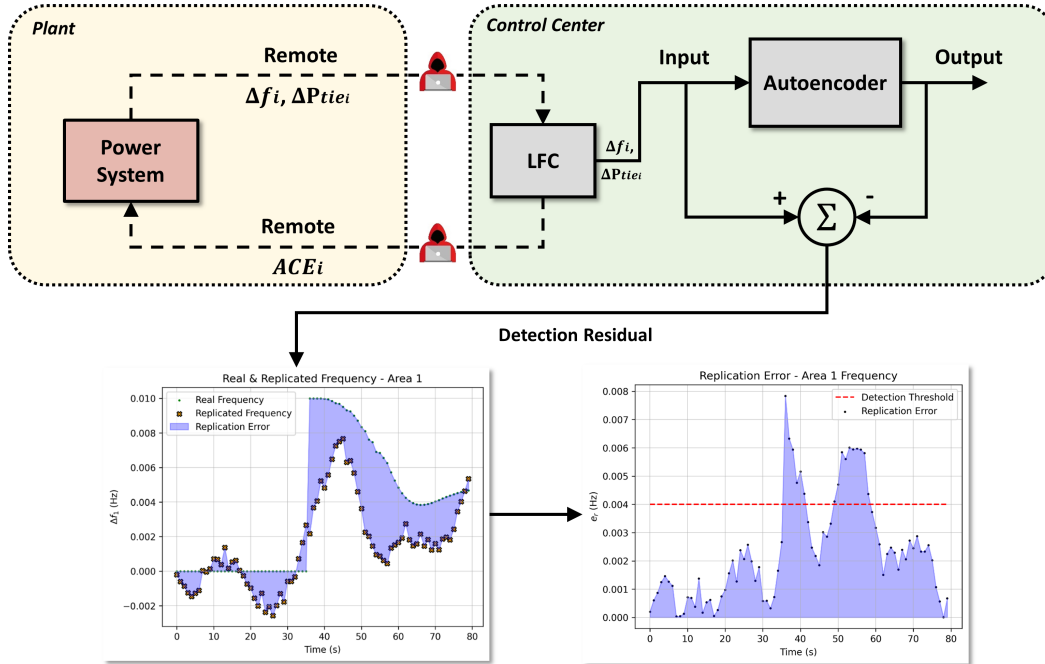 Plant
Control Center
Remote
Δfi, ΔPtiei
Power
System
Remote
ACEi
LFC
Δfi,
ΔPtiei
Input
Autoencoder
Output
+
-
Σ
Detection Residual
Real & Replicated Frequency - Area 1
Real Frequency
Replicated Frequency
Replication Error
0.010
0.008
0.006
0.004
0.002
0.000
−0.002
Δf1 (Hz)
0 10 20 30 40 50 60 70 80
Time (s)
Replication Error - Area 1 Frequency
Detection Threshold
Replication Error
0.008
0.007
0.006
0.005
0.004
0.003
0.002
0.001
0.000
er (Hz)
0 10 20 30 40 50 60 70 80
Time (s)